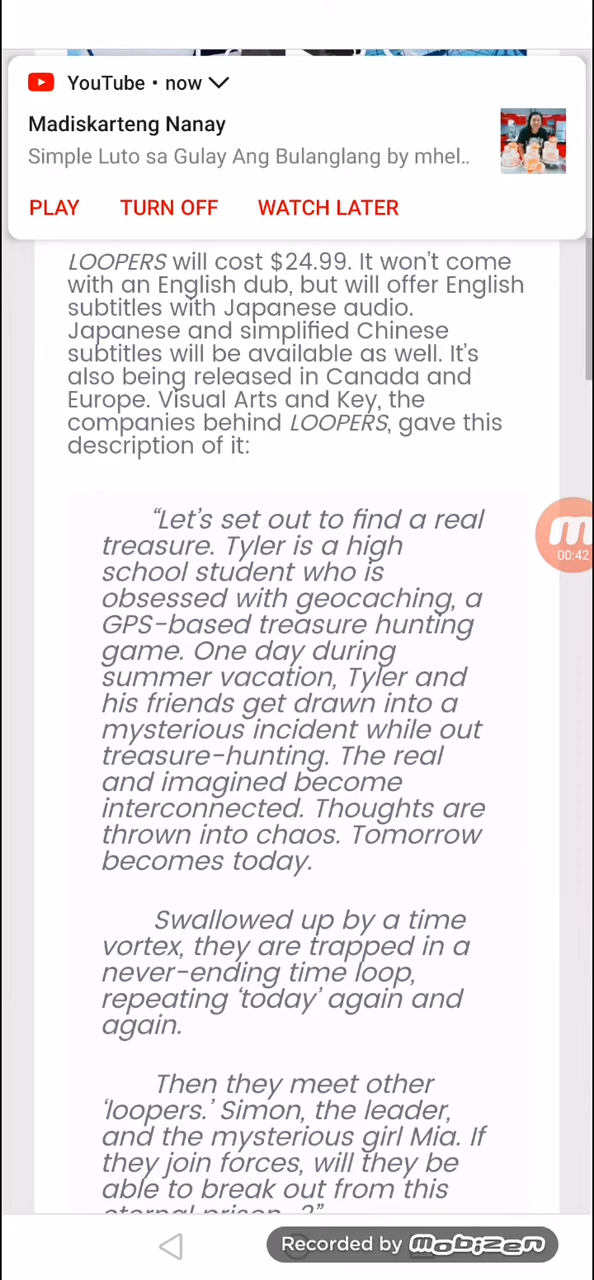 YouTube • now
Madiskarteng Nanay
Simple Luto sa Gulay Ang Bulanglang by mhel..
PLAY TURN OFF WATCH LATER
LOOPERS will cost $24.99. It won't come
with an English dub, but will offer English
subtitles with Japanese audio.
Japanese and simplified Chinese
subtitles will be available as well. It's
also being released in Canada and
Europe. Visual Arts and Key, the
companies behind LOOPERS, gave this
description of it:
“Let's set out to find a real
treasure. Tyler is a high
school student who is
obsessed with geocaching, a
GPS-based treasure hunting
game. One day during
summer vacation, Tyler and
his friends get drawn into a
mysterious incident while out
treasure-hunting. The real
and imagined become
interconnected. Thoughts are
thrown into chaos. Tomorrow
becomes today.
Swallowed up by a time
vortex, they are trapped in a
never-ending time loop,
repeating ‘today’ again and
again.
Then they meet other
‘loopers.’ Simon, the leader,
and the mysterious girl Mia. If
they join forces, will they be
able to break out from this
eternal prison...?”
00:42
Recorded by mobizen